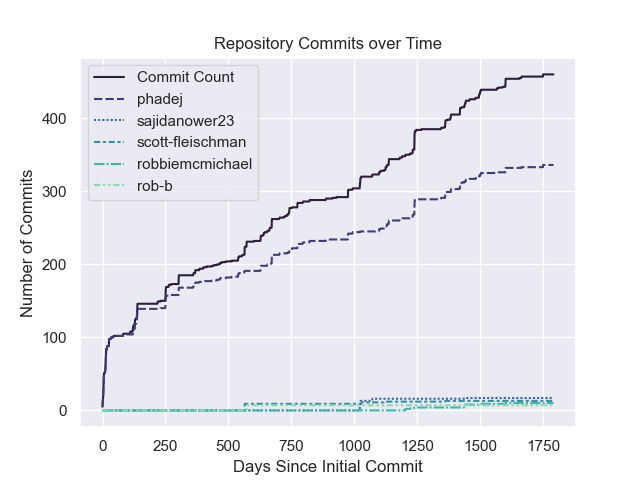 Repository Commits over Time
Number of Commits
400
300
200
100
0
Commit Count
phadej
sajidanower23
scott-fleischman
robbiemcmichael
rob-b
0 250 500 750 1000 1250 1500 1750
Days Since Initial Commit